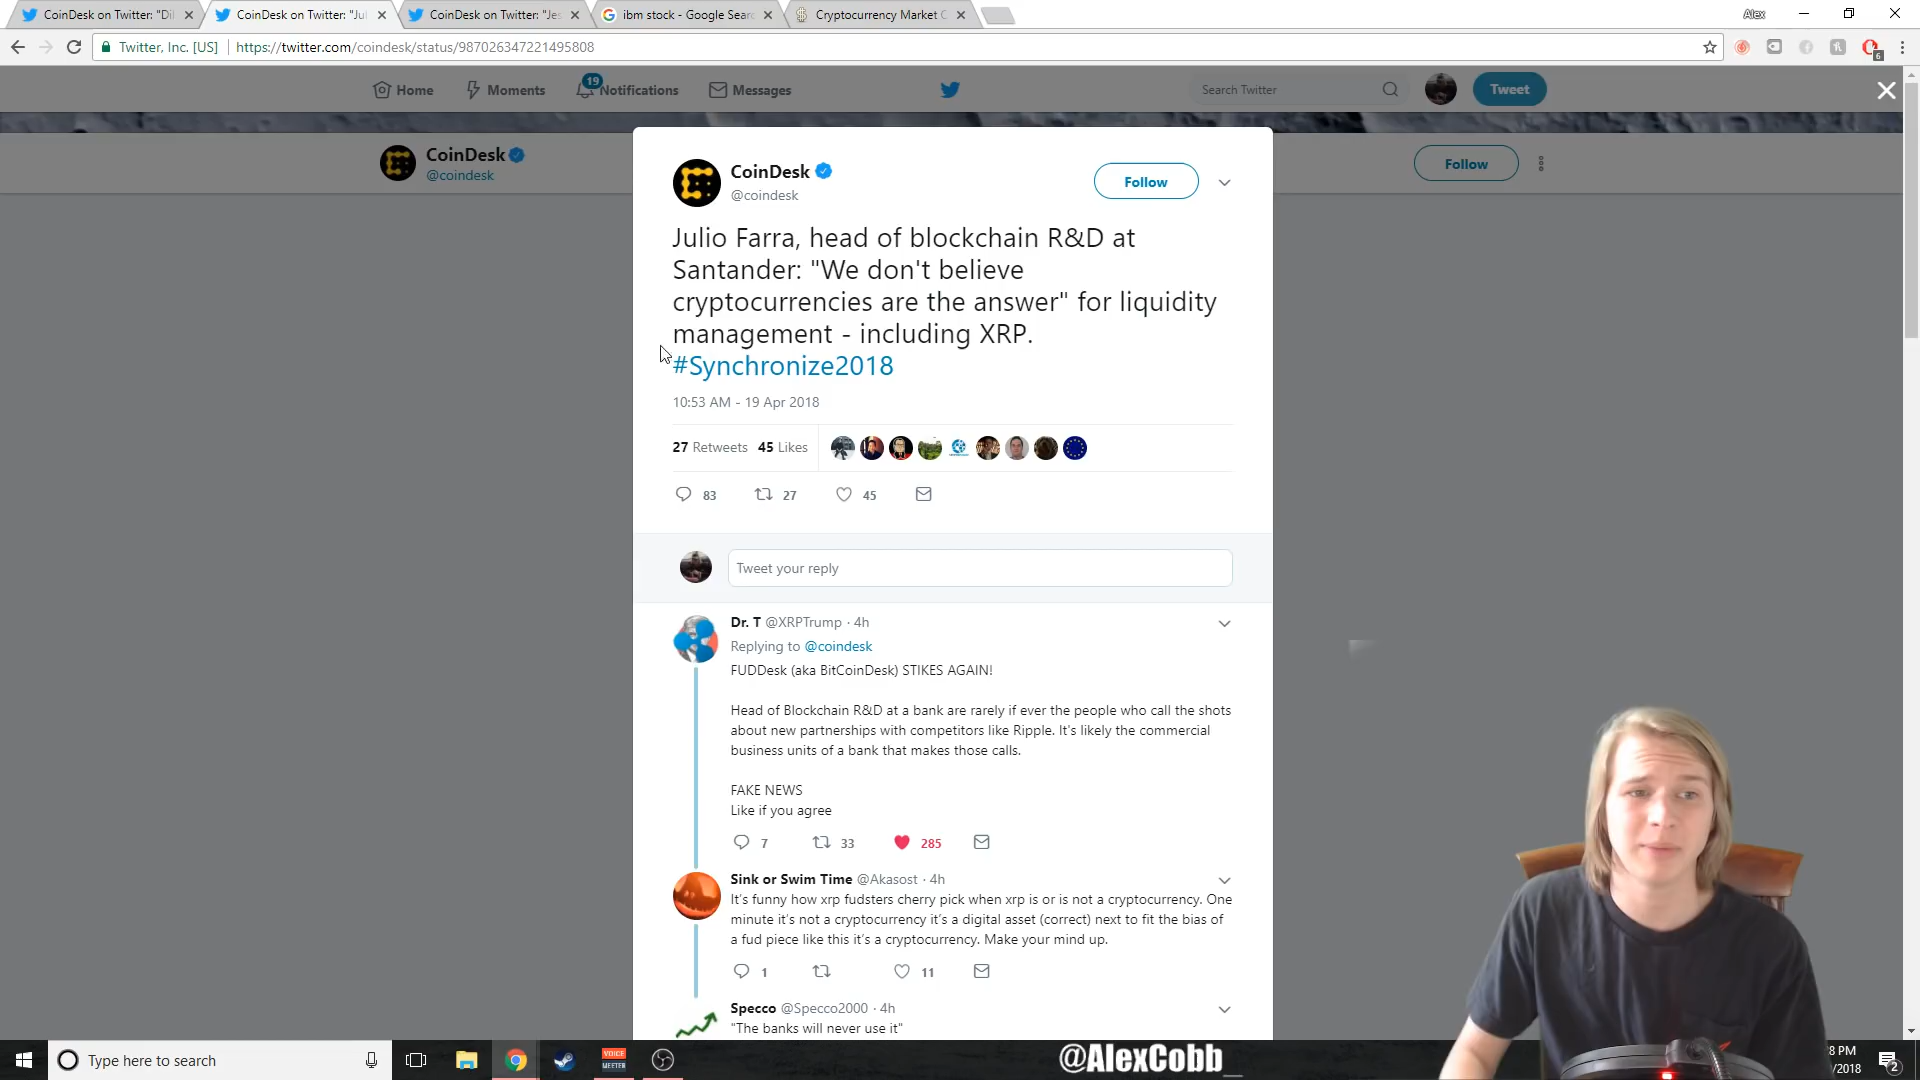 CoinDesk on Twitter: "Dil
CoinDesk on Twitter: "Jul
CoinDesk on Twitter: "Jes
ibm stock - Google Searc
Cryptocurrency Market C
Alex
Twitter, Inc. [US]
https://twitter.com/coindesk/status/987026347221495808
6
Home
Moments
19
Notifications
Messages
Search Twitter
Tweet
CoinDesk
@coindesk
Follow
CoinDesk
@coindesk
Follow
Julio Farra, head of blockchain R&D at
Santander: "We don't believe
cryptocurrencies are the answer" for liquidity
management - including XRP.
#Synchronize2018
10:53 AM - 19 Apr 2018
27 Retweets 45 Likes
83 27 45
Tweet your reply
Dr. T @XRPTrump · 4h
Replying to @coindesk
FUDDesk (aka BitCoinDesk) STIKES AGAIN!
Head of Blockchain R&D at a bank are rarely if ever the people who call the shots
about new partnerships with competitors like Ripple. It's likely the commercial
business units of a bank that makes those calls.
FAKE NEWS
Like if you agree
7 33 285
Sink or Swim Time @Akasost · 4h
It's funny how xrp fudsters cherry pick when xrp is or is not a cryptocurrency. One
minute it's not a cryptocurrency it's a digital asset (correct) next to fit the bias of
a fud piece like this it's a cryptocurrency. Make your mind up.
1 11
Specco @Specco2000 · 4h
"The banks will never use it"
Type here to search
VOICE
MEETER
@AlexCobb_
8 PM
/2018
2